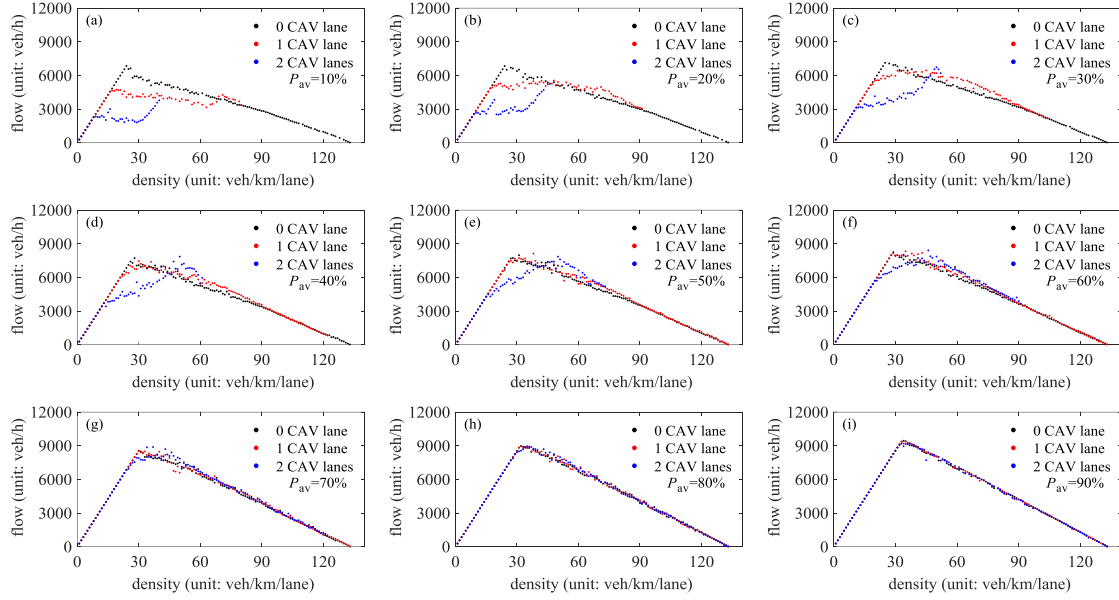 (a)
0 CAV lane
1 CAV lane
2 CAV lanes
Pav=10%
flow (unit: veh/h)
12000
9000
6000
3000
0
0 30 60 90 120
density (unit: veh/km/lane)
(b)
0 CAV lane
1 CAV lane
2 CAV lanes
Pav=20%
flow (unit: veh/h)
12000
9000
6000
3000
0
0 30 60 90 120
density (unit: veh/km/lane)
(c)
0 CAV lane
1 CAV lane
2 CAV lanes
Pav=30%
flow (unit: veh/h)
12000
9000
6000
3000
0
0 30 60 90 120
density (unit: veh/km/lane)
(d)
0 CAV lane
1 CAV lane
2 CAV lanes
Pav=40%
flow (unit: veh/h)
12000
9000
6000
3000
0
0 30 60 90 120
density (unit: veh/km/lane)
(e)
0 CAV lane
1 CAV lane
2 CAV lanes
Pav=50%
flow (unit: veh/h)
12000
9000
6000
3000
0
0 30 60 90 120
density (unit: veh/km/lane)
(f)
0 CAV lane
1 CAV lane
2 CAV lanes
Pav=60%
flow (unit: veh/h)
12000
9000
6000
3000
0
0 30 60 90 120
density (unit: veh/km/lane)
(g)
0 CAV lane
1 CAV lane
2 CAV lanes
Pav=70%
flow (unit: veh/h)
12000
9000
6000
3000
0
0 30 60 90 120
density (unit: veh/km/lane)
(h)
0 CAV lane
1 CAV lane
2 CAV lanes
Pav=80%
flow (unit: veh/h)
12000
9000
6000
3000
0
0 30 60 90 120
density (unit: veh/km/lane)
(i)
0 CAV lane
1 CAV lane
2 CAV lanes
Pav=90%
flow (unit: veh/h)
12000
9000
6000
3000
0
0 30 60 90 120
density (unit: veh/km/lane)